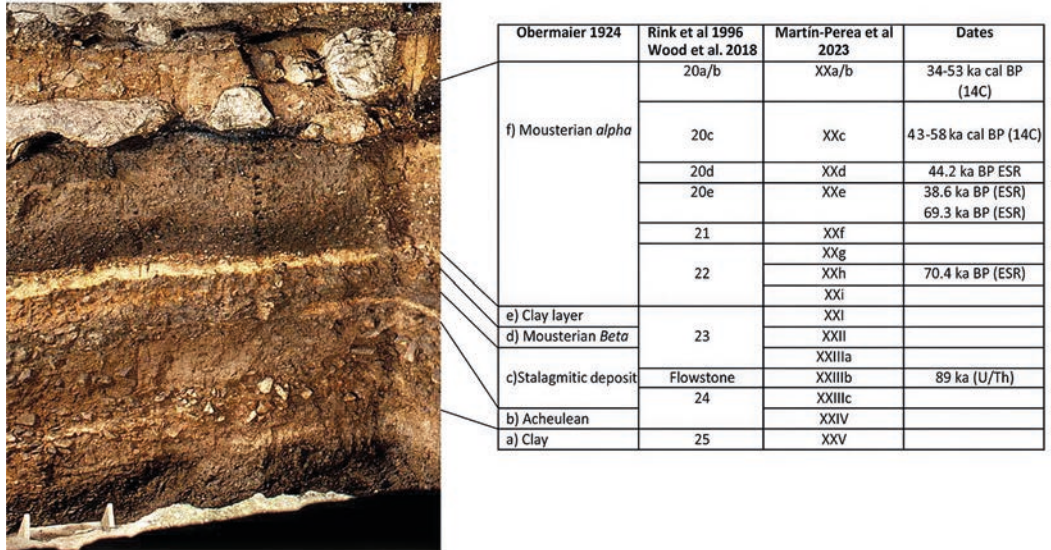 Obermaier 1924
Rink et al 1996
Wood et al. 2018
Martín-Perea et al
2023
Dates
f) Mousterian alpha
20a/b
XXa/b
34-53 ka cal BP
(14C)
20c
XXc
43-58 ka cal BP (14C)
20d
XXd
44.2 ka BP ESR
20e
XXe
38.6 ka BP (ESR)
69.3 ka BP (ESR)
21
XXf
22
XXg
XXh
70.4 ka BP (ESR)
XXi
e) Clay layer
23
XXI
d) Mousterian Beta
XXII
c)Stalagmitic deposit
XXIIIa
Flowstone
XXIIIb
89 ka (U/Th)
24
XXIIIc
b) Acheulean
XXIV
a) Clay
25
XXV